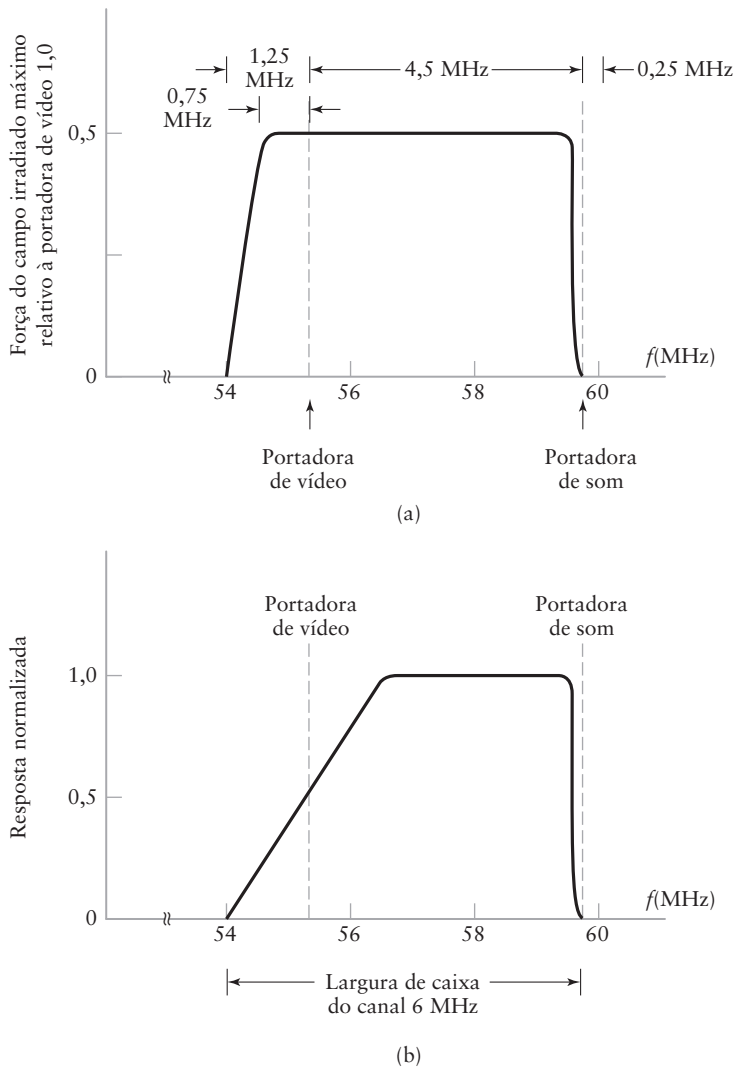 1,25
MHz
4,5 MHz
0,25 MHz
0,75
MHz
Força do campo irradiado máximo
relativo à portadora de vídeo 1,0
0,5
0
54
56
58
60
f(MHz)
Portadora
de vídeo
Portadora
de som
(a)
Portadora
de vídeo
Portadora
de som
Resposta normalizada
1,0
0,5
0
54
56
58
60
f(MHz)
Largura de caixa
do canal 6 MHz
(b)